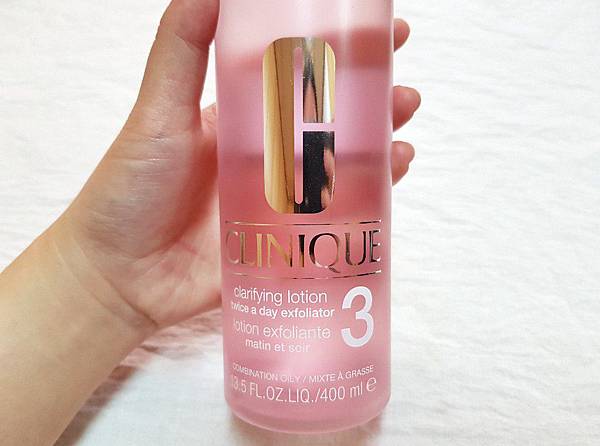 C
CLINIQUE
clarifying lotion
twice a day exfoliator
3
lotion exfoliante
matin et soir
COMBINATION OILY / MIXTE À GRASSE
13.5 FL.OZ.LIQ./400 ml e